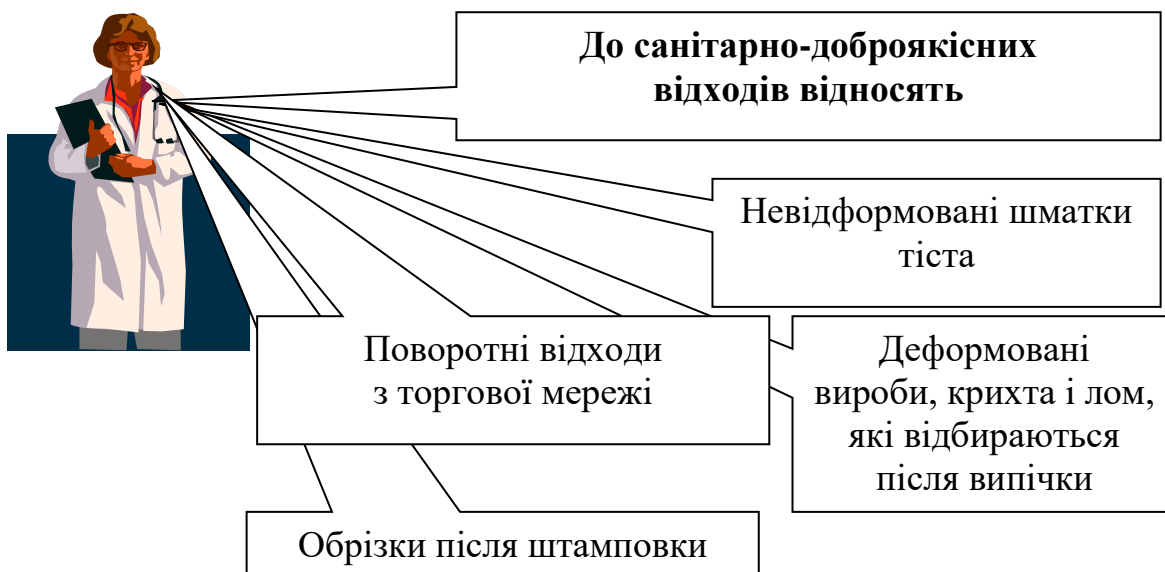 До санітарно-доброякісних
відходів відносять
Невідформовані шматки
тіста
Поворотні відходи
з торгової мережі
Деформовані
вироби, крихта і лом,
які відбираються
після випічки
Обрізки після штамповки